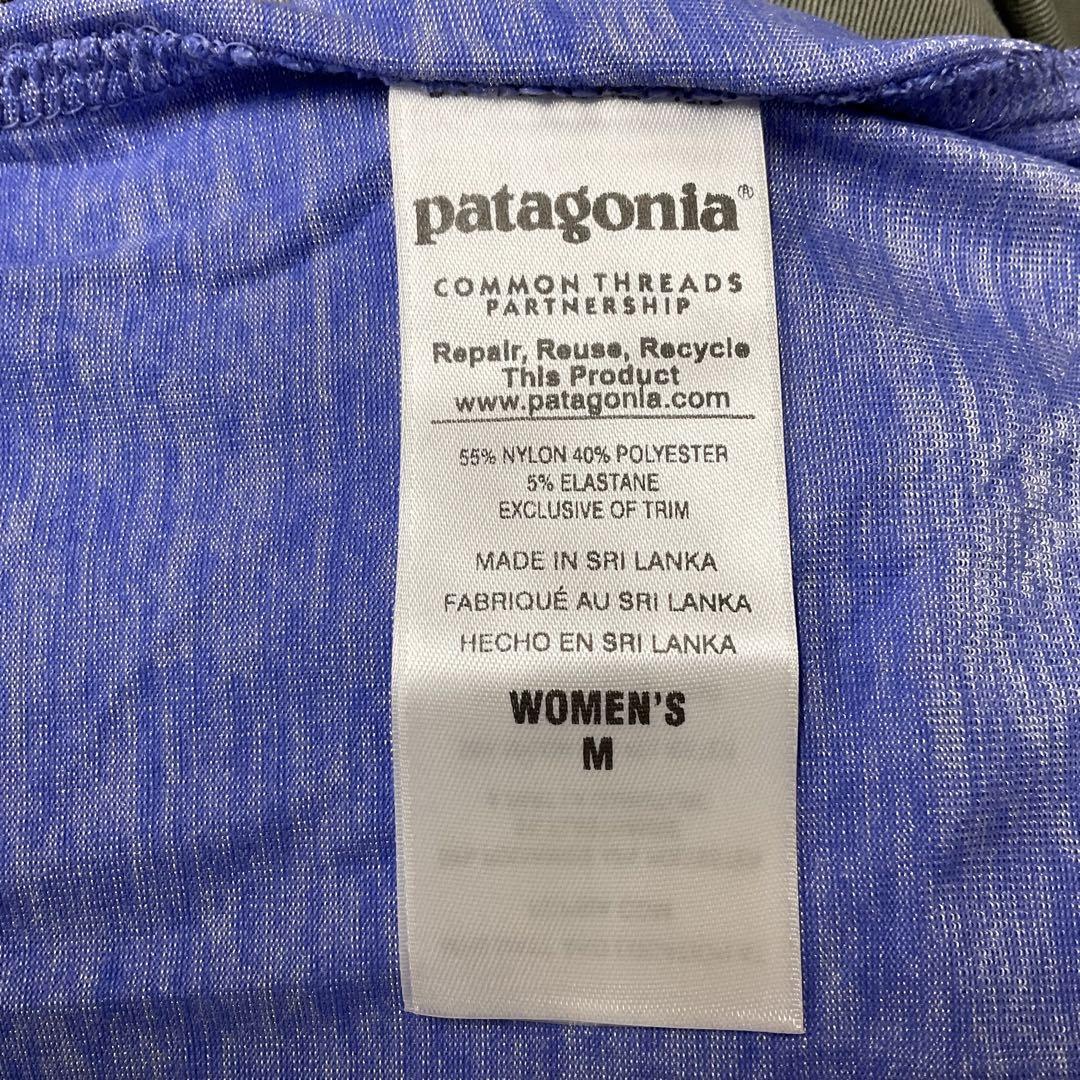 patagonia®
COMMON THREADS
PARTNERSHIP
Repair, Reuse, Recycle
This Product
www.patagonia.com
55% NYLON 40% POLYESTER
5% ELASTANE
EXCLUSIVE OF TRIM
MADE IN SRI LANKA
FABRIQUÉ AU SRI LANKA
HECHO EN SRI LANKA
WOMEN'S
M